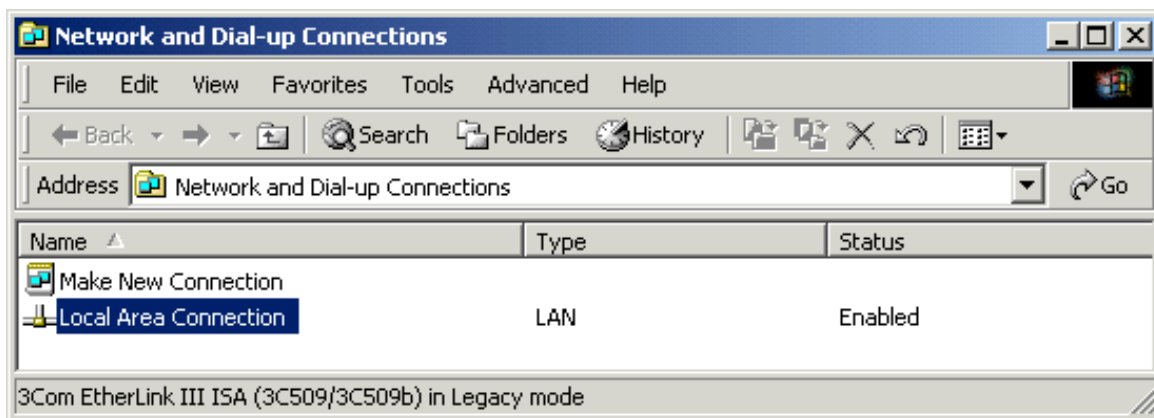 Network and Dial-up Connections
File Edit View Favorites Tools Advanced Help
Back Search Folders History
Address Network and Dial-up Connections Go
Name Type Status
Make New Connection
Local Area Connection LAN Enabled
3Com EtherLink III ISA (3C509/3C509b) in Legacy mode